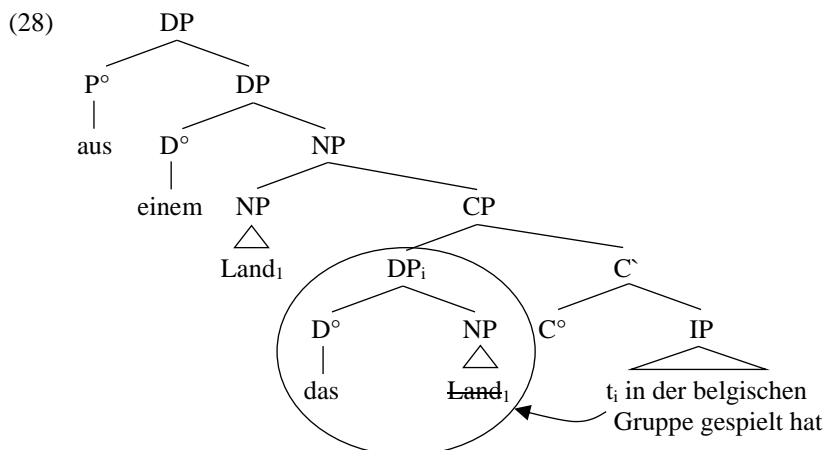 (28) DP
P° DP
aus D° NP
einem NP CP
Land₁ DPᵢ C`
D° NP C° IP
das Land₁ tᵢ in der belgischen
Gruppe gespielt hat